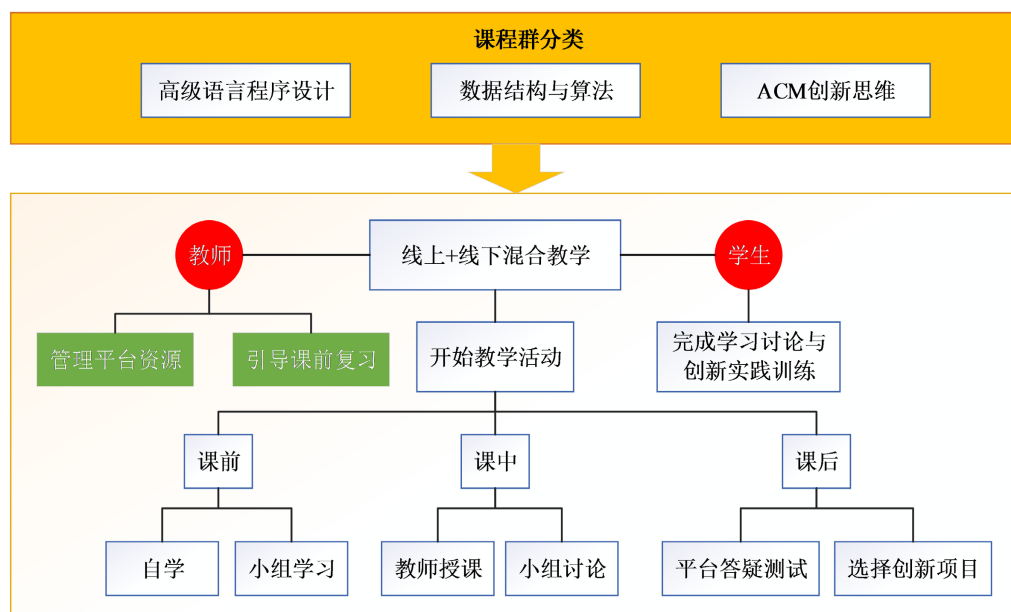 课程群分类
高级语言程序设计
数据结构与算法
ACM创新思维
教师
线上+线下混合教学
学生
管理平台资源
引导课前复习
开始教学活动
完成学习讨论与
创新实践训练
课前
课中
课后
自学
小组学习
教师授课
小组讨论
平台答疑测试
选择创新项目